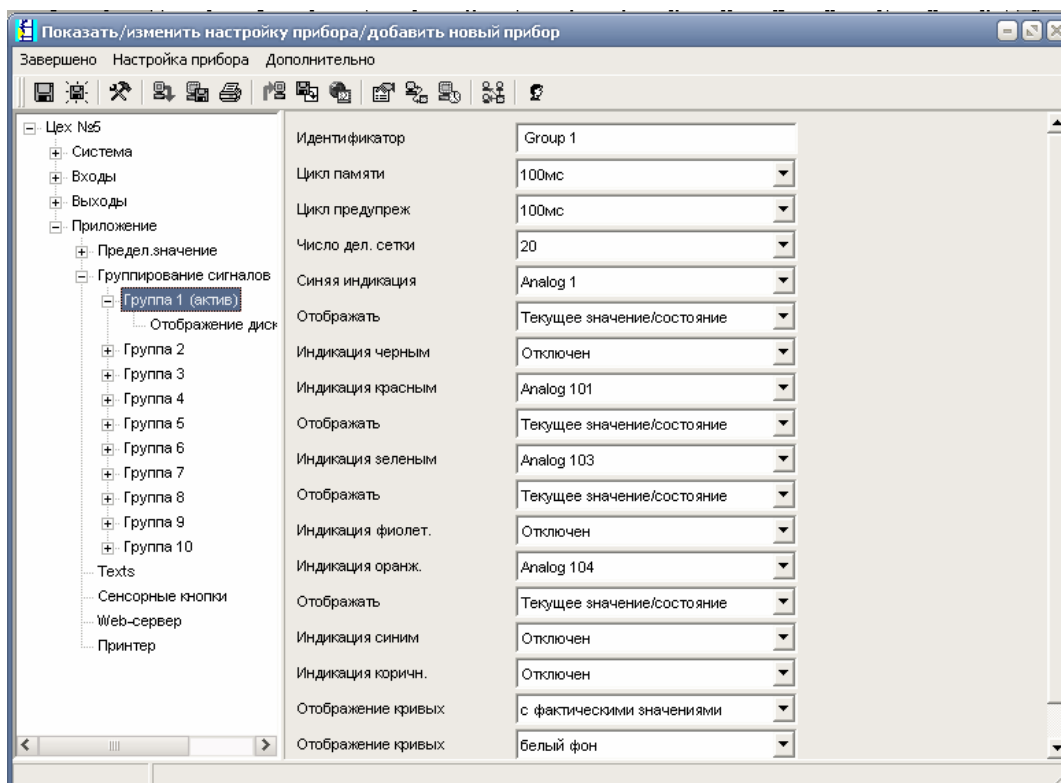 Показать/изменить настройку прибора/добавить новый прибор
Завершено Настройка прибора Дополнительно
Цех №5
Система
Входы
Выходы
Приложение
Предел.значение
Группирование сигналов
Группа 1 (актив)
Отображение диск
Группа 2
Группа 3
Группа 4
Группа 5
Группа 6
Группа 7
Группа 8
Группа 9
Группа 10
Texts
Сенсорные кнопки
Web-сервер
Принтер
Идентификатор Group 1
Цикл памяти 100мс
Цикл предупреж 100мс
Число дел. сетки 20
Синяя индикация Analog 1
Отображать Текущее значение/состояние
Индикация черным Отключен
Индикация красным Analog 101
Отображать Текущее значение/состояние
Индикация зеленым Analog 103
Отображать Текущее значение/состояние
Индикация фиолет. Отключен
Индикация оранж. Analog 104
Отображать Текущее значение/состояние
Индикация синим Отключен
Индикация коричн. Отключен
Отображение кривых с фактическими значениями
Отображение кривых белый фон